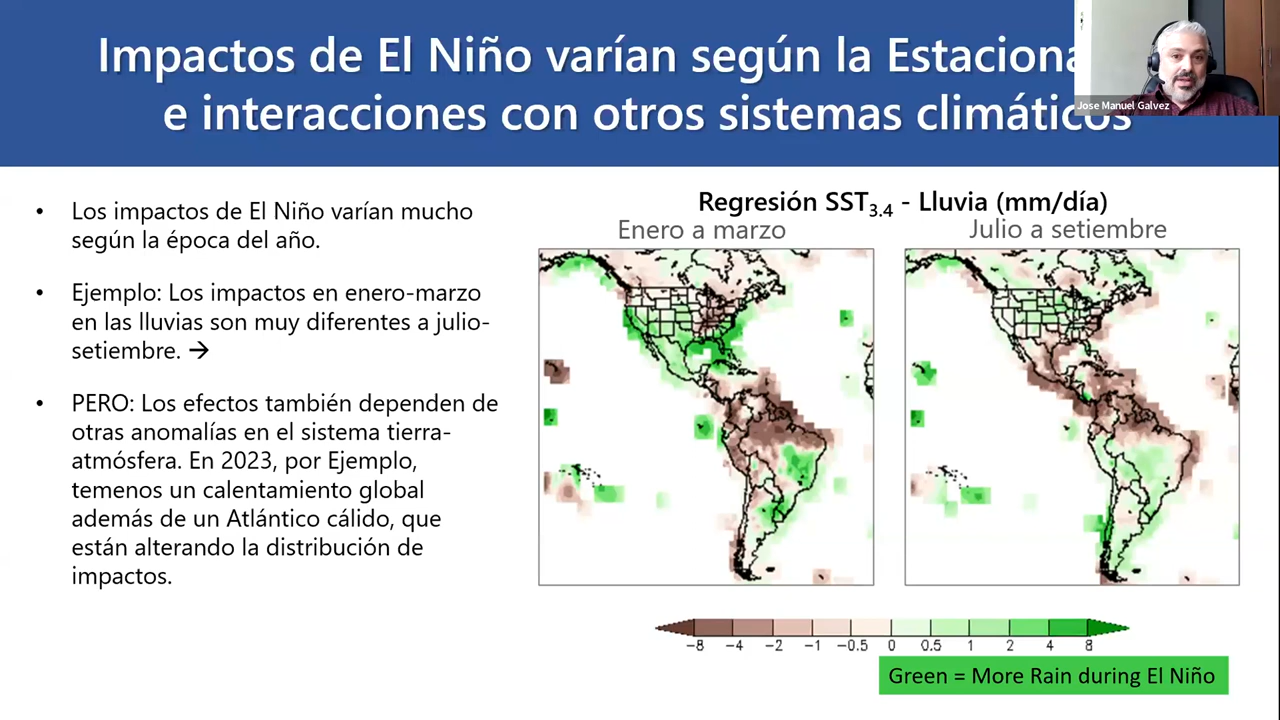 Impactos de El Niño varían según la Estaciona
e interacciones con otros sistemas climáticos
Jose Manuel Galvez
• Los impactos de El Niño varían mucho
según la época del año.
• Ejemplo: Los impactos en enero-marzo
en las lluvias son muy diferentes a julio-
setiembre. →
• PERO: Los efectos también dependen de
otras anomalías en el sistema tierra-
atmósfera. En 2023, por Ejemplo,
temenos un calentamiento global
además de un Atlántico cálido, que
están alterando la distribución de
impactos.
Regresión SST3.4 - Lluvia (mm/día)
Enero a marzo
Julio a setiembre
-8 -4 -2 -1 -0.5 0 0.5 1 2 4 8
Green = More Rain during El Niño